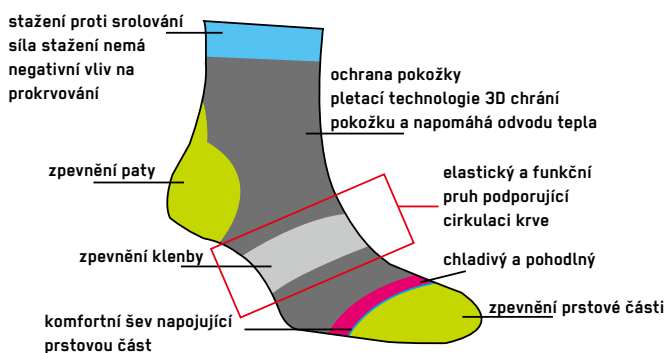 stažení proti srolování
síla stažení nemá
negativní vliv na
prokrvování
ochrana pokožky
pletací technologie 3D chrání
pokožku a napomáhá odvodu tepla
zpevnění paty
elastický a funkční
pruh podporující
cirkulaci krve
zpevnění klenby
chladivý a pohodlný
zpevnění prstové části
komfortní šev napojující
prstovou část